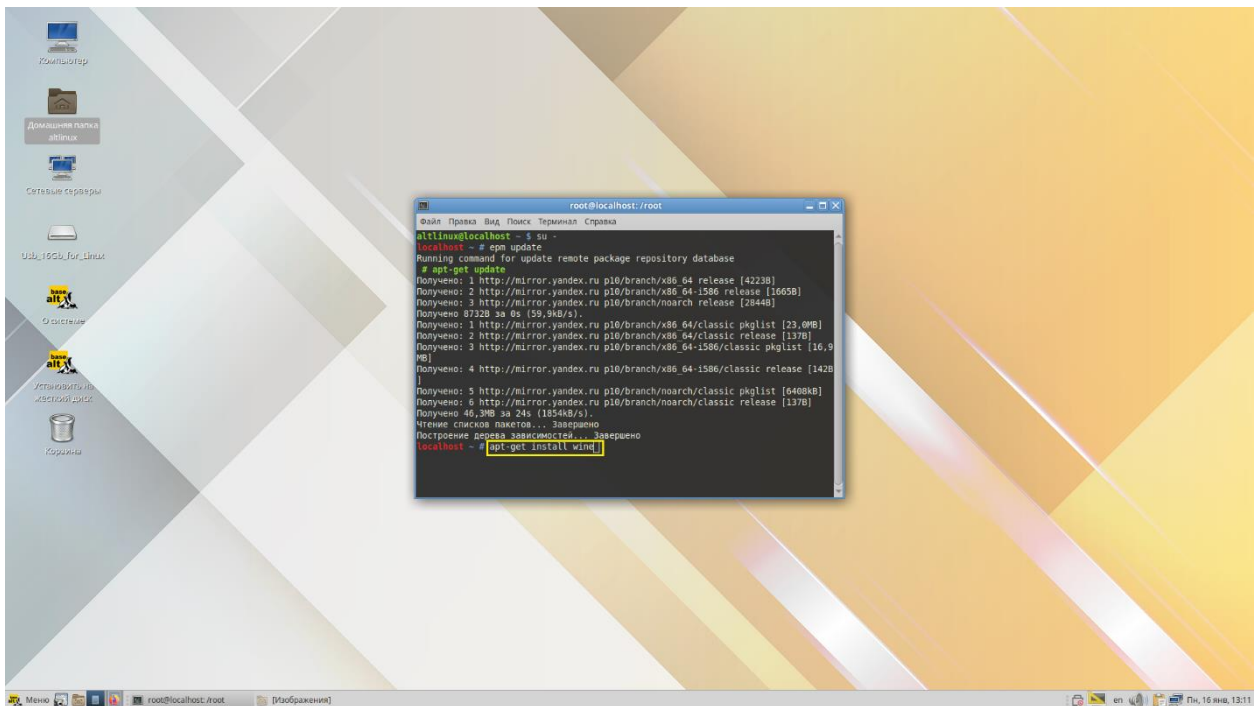 Компьютер
Домашняя папка
altlinux
Сетевые серверы
Usb_16Gb_for_Linux
base
alt
О системе
base
alt
Установить на
жесткий диск
Корзина
root@localhost: /root
Файл Правка Вид Поиск Терминал Справка
altlinux@localhost ~ $ su -
localhost ~ # epm update
Running command for update remote package repository database
# apt-get update
Получено: 1 http://mirror.yandex.ru p10/branch/x86_64 release [4223B]
Получено: 2 http://mirror.yandex.ru p10/branch/x86_64-i586 release [1665B]
Получено: 3 http://mirror.yandex.ru p10/branch/noarch release [2844B]
Получено 8732B за 0s (59,9kB/s).
Получено: 1 http://mirror.yandex.ru p10/branch/x86_64/classic pkglist [23,0MB]
Получено: 2 http://mirror.yandex.ru p10/branch/x86_64/classic release [137B]
Получено: 3 http://mirror.yandex.ru p10/branch/x86_64-i586/classic pkglist [16,9
MB]
Получено: 4 http://mirror.yandex.ru p10/branch/x86_64-i586/classic release [142B
]
Получено: 5 http://mirror.yandex.ru p10/branch/noarch/classic pkglist [6408kB]
Получено: 6 http://mirror.yandex.ru p10/branch/noarch/classic release [137B]
Получено 46,3MB за 24s (1854kB/s).
Чтение списков пакетов... Завершено
Построение дерева зависимостей... Завершено
localhost ~ # apt-get install wine
Меню
root@localhost: /root
[Изображения]
en
Пн, 16 янв, 13:11